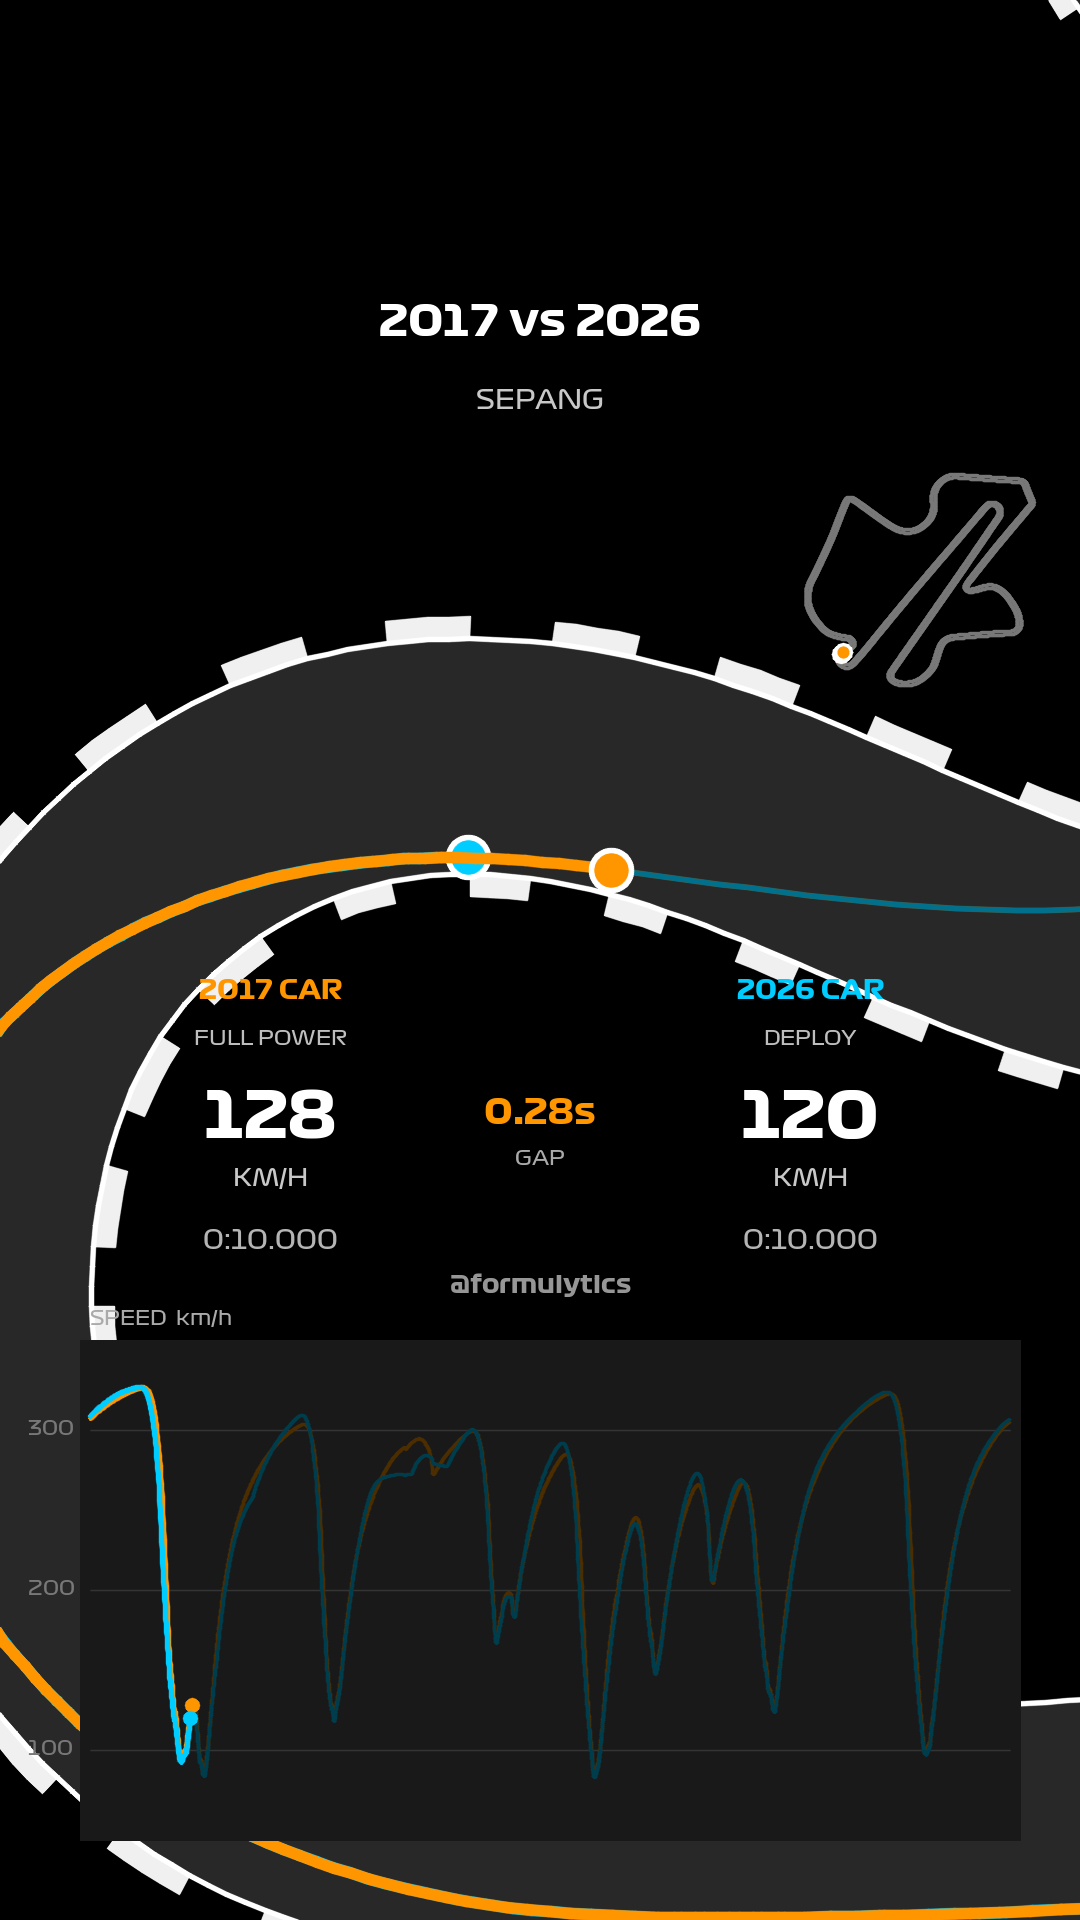 2017 vs 2026
SEPANG
2017 CAR
FULL POWER
128
KM/H
0:10.000
0.28s
GAP
2026 CAR
DEPLOY
120
KM/H
0:10.000
@formulytics
SPEED km/h
300
200
100